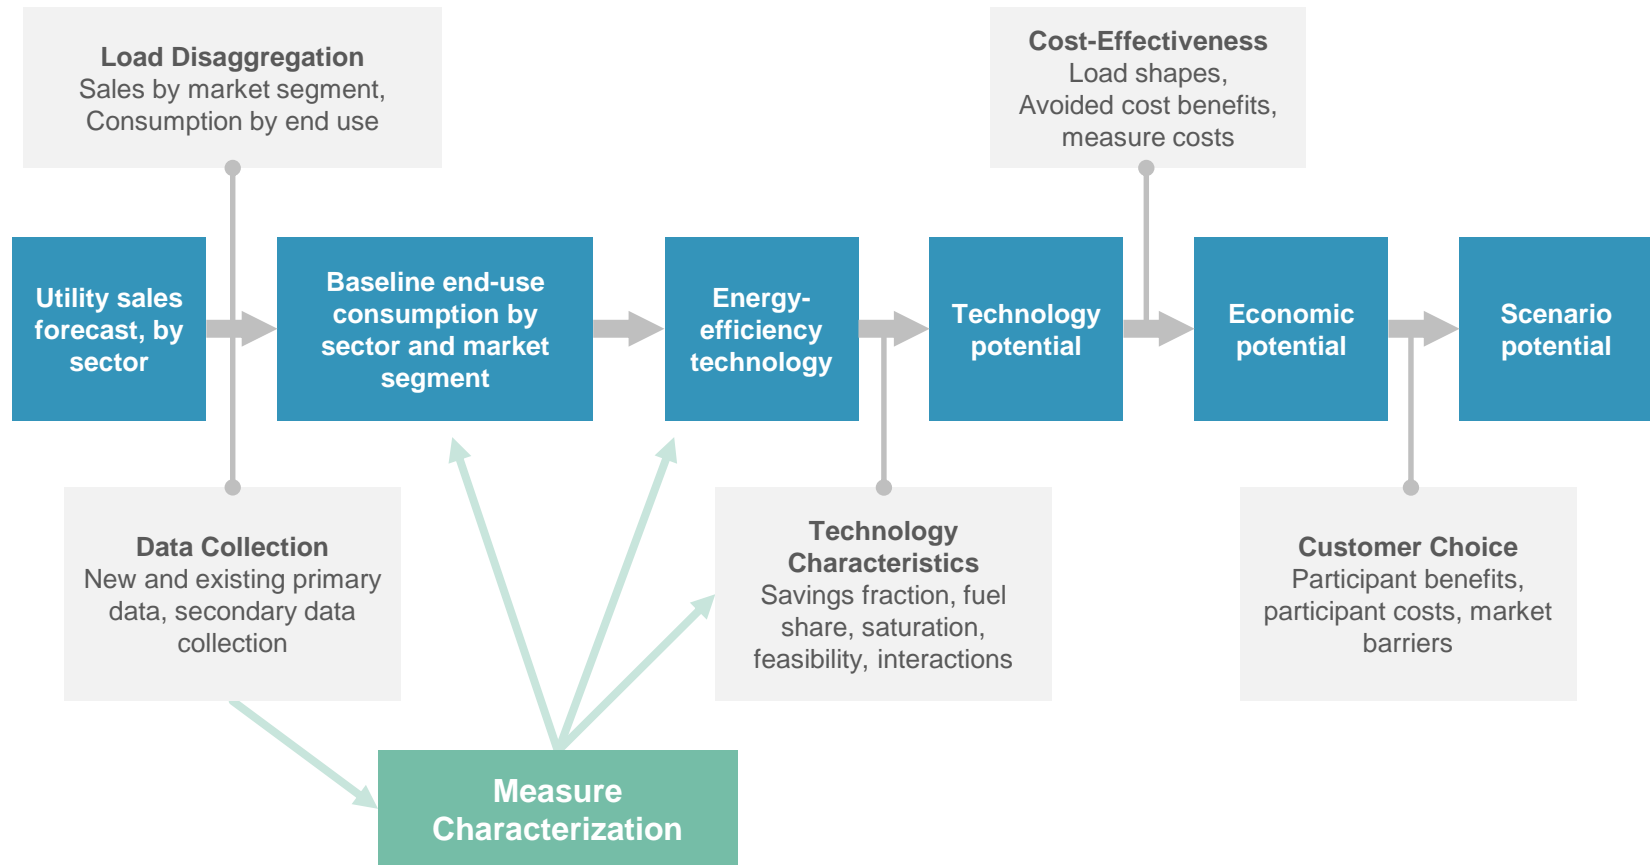 Load Disaggregation
Sales by market segment,
Consumption by end use
Cost-Effectiveness
Load shapes,
Avoided cost benefits,
measure costs
Utility sales
forecast, by
sector
Baseline end-use
consumption by
sector and market
segment
Energy-
efficiency
technology
Technology
potential
Economic
potential
Scenario
potential
Data Collection
New and existing primary
data, secondary data
collection
Technology
Characteristics
Savings fraction, fuel
share, saturation,
feasibility, interactions
Customer Choice
Participant benefits,
participant costs, market
barriers
Measure
Characterization